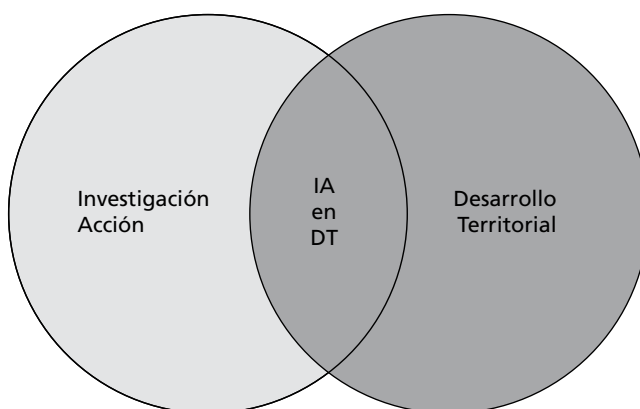 Investigación
Acción
IA
en
DT
Desarrollo
Territorial